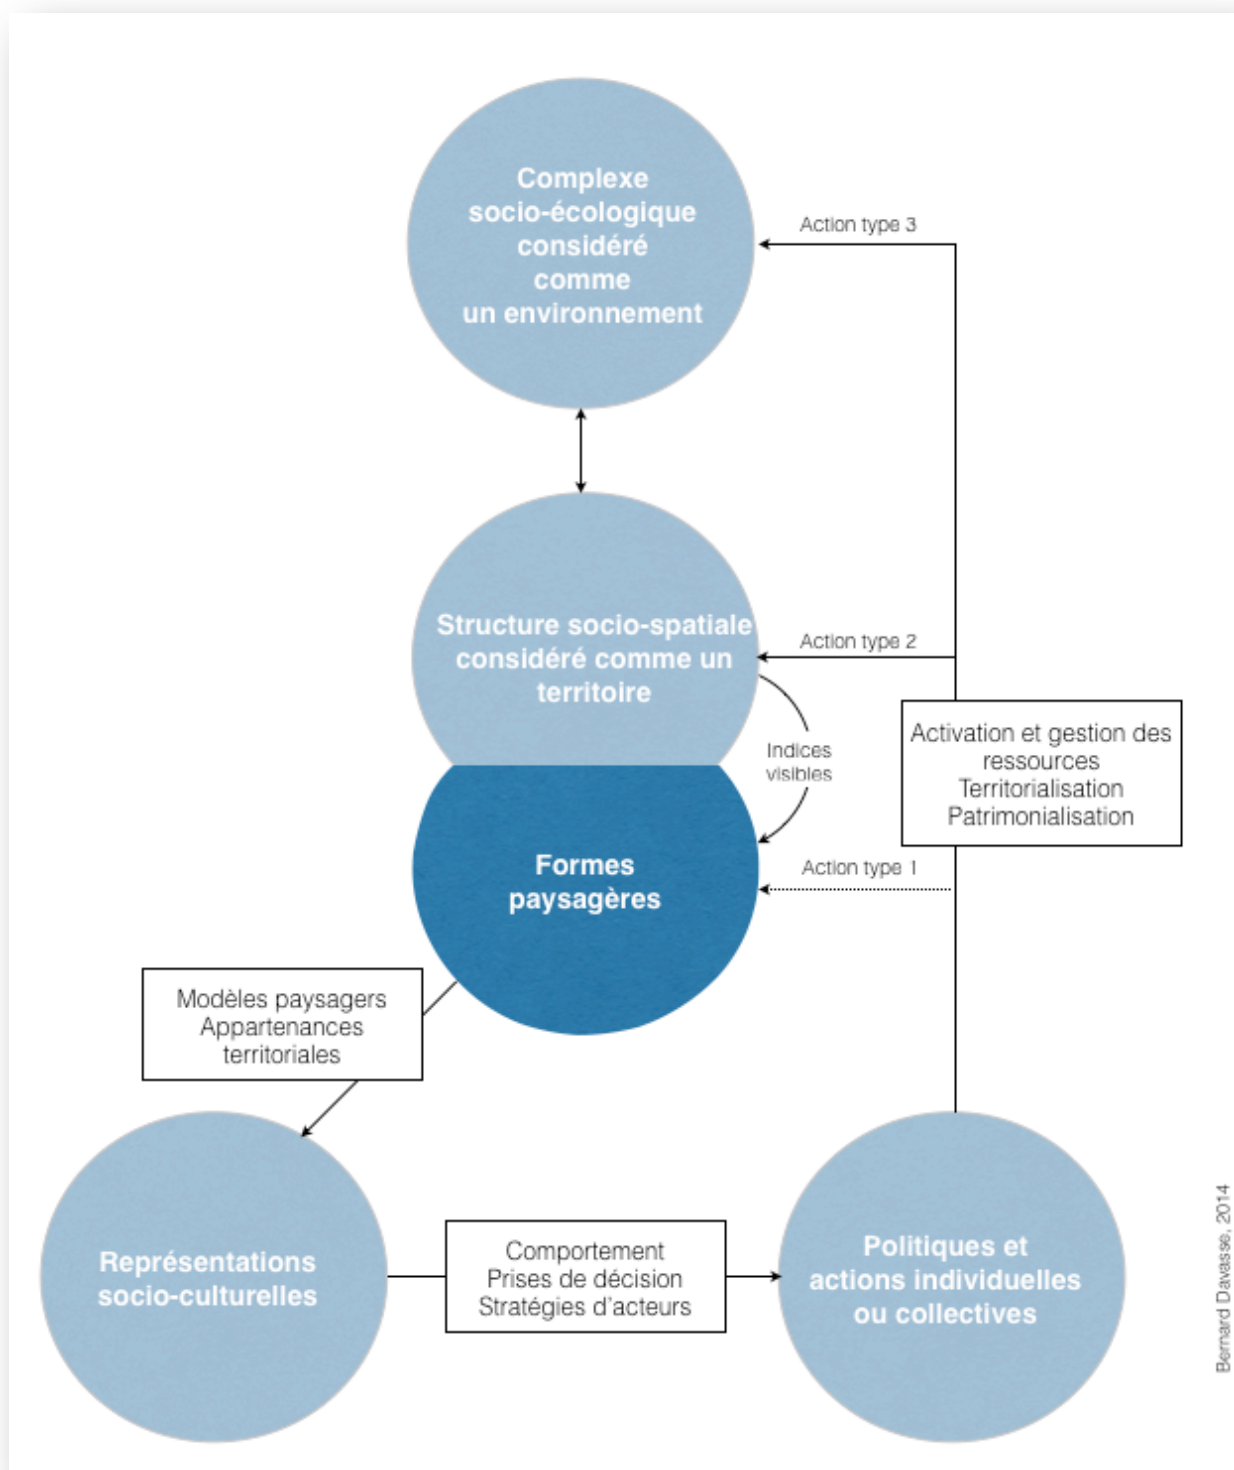 Complexe
socio-écologique
considéré
comme
un environnement
Action type 3
Structure socio-spatiale
considéré comme un
territoire
Action type 2
Indices
visibles
Activation et gestion des
ressources
Territorialisation
Patrimonialisation
Formes
paysagères
Action type 1
Modèles paysagers
Appartenances
territoriales
Représentations
socio-culturelles
Comportement
Prises de décision
Stratégies d'acteurs
Politiques et
actions individuelles
ou collectives
Bernard Davasse, 2014